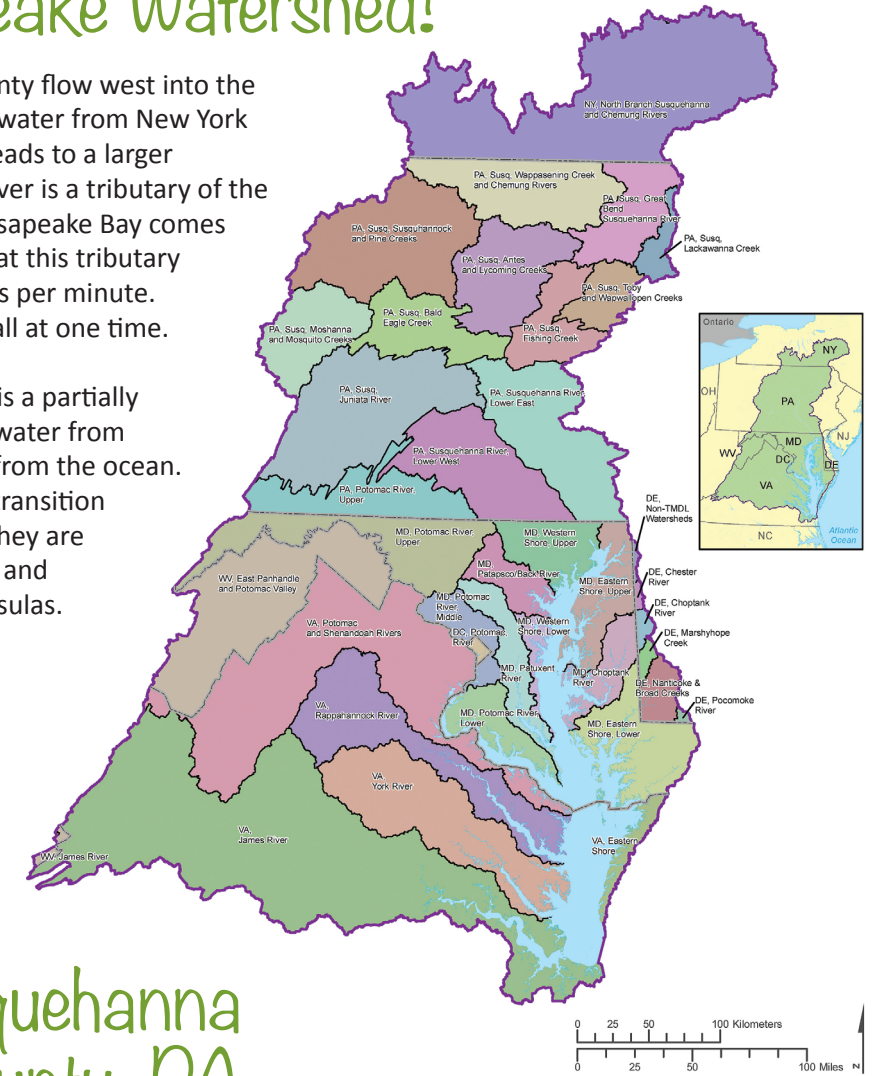 eake Watershed!
nty flow west into the
water from New York
eads to a larger
ver is a tributary of the
sapeake Bay comes
at this tributary
s per minute.
all at one time.
is a partially
water from
from the ocean.
transition
hey are
and
sulas.
NY, North Branch Susquehanna
and Chemung Rivers
PA, Susq, Wappasening Creek
and Chemung Rivers
PA, Susq, Great
Bend
Susquehanna River
PA, Susq, Susquhannock
and Pine Creeks
PA, Susq,
Lackawanna Creek
PA, Susq, Antes
and Lycoming Creeks
PA, Susq, Toby
and Wapwallopen Creeks
PA, Susq, Moshanna
and Mosquito Creeks
PA, Susq, Bald
Eagle Creek
PA, Susq,
Fishing Creek
PA, Susq,
Juniata River
PA, Susquehanna River,
Lower East
PA, Susquehanna River,
Lower West
PA, Potomac River,
Upper
DE,
Non-TMDL
Watersheds
MD, Potomac River,
Upper
MD, Western
Shore, Upper
MD,
Patapsco/Back River
MD, Eastern
Shore, Upper
DE, Chester
River
WV, East Panhandle
and Potomac Valley
MD, Potomac
River,
Middle
DE, Choptank
River
VA, Potomac
and Shenandoah Rivers
DC, Potomac
River
MD, Western
Shore, Lower
DE, Marshyhope
Creek
MD, Patuxent
River
MD, Choptank
River
DE, Nanticoke &
Broad Creeks
DE, Pocomoke
River
VA,
Rappahannock River
MD, Potomac River,
Lower
MD, Eastern
Shore, Lower
VA,
York River
VA,
James River
VA, Eastern
Shore
WV, James River
Ontario
NY
OH
PA
NJ
MD
WV
DC
DE
VA
NC
Atlantic
Ocean
quehanna
unty, PA
0 25 50 100 Kilometers
0 25 50 100 Miles
N